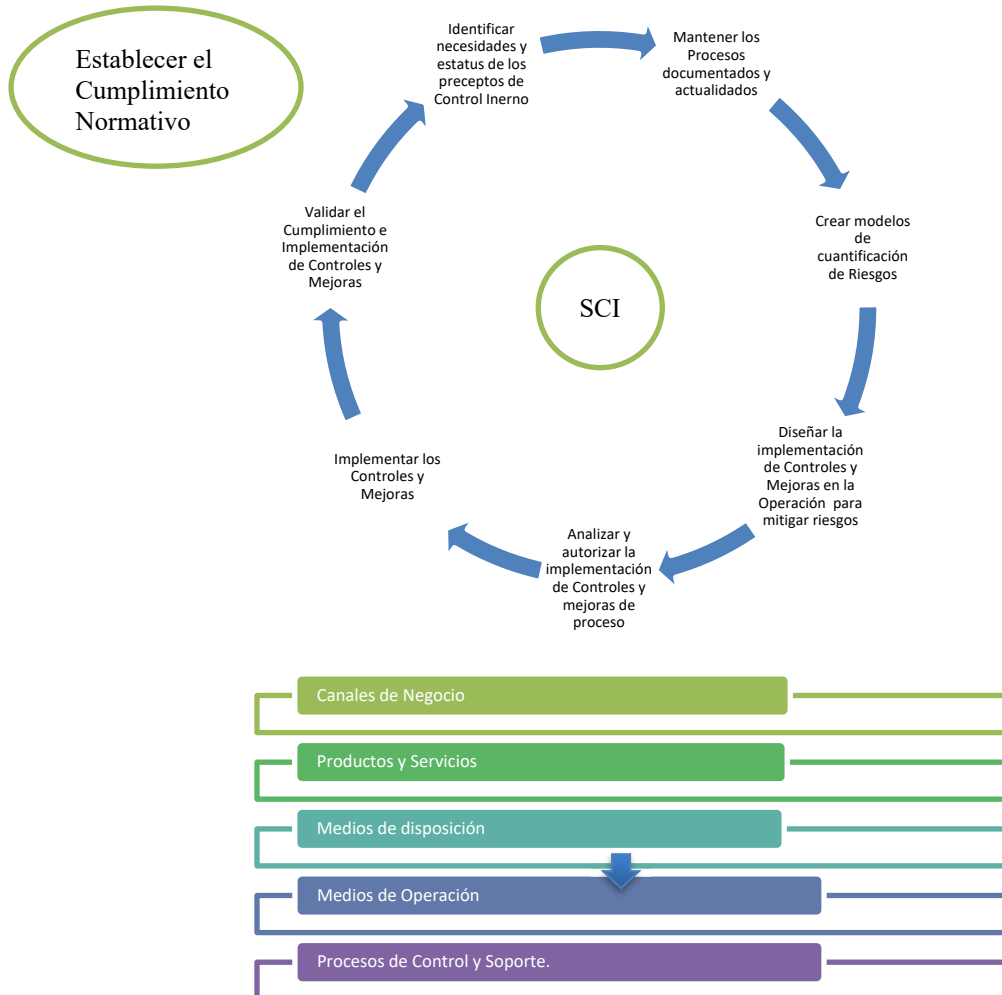 Establecer el
Cumplimiento
Normativo
Identificar
necesidades y
estatus de los
preceptos de
Control Inerno
Mantener los
Procesos
documentados y
actualidados
Crear modelos
de
cuantificación
de Riesgos
Diseñar la
implementación
de Controles y
Mejoras en la
Operación para
mitigar riesgos
Analizar y
autorizar la
implementación
de Controles y
mejoras de
proceso
Implementar los
Controles y
Mejoras
Validar el
Cumplimiento e
Implementación
de Controles y
Mejoras
SCI
Canales de Negocio
Productos y Servicios
Medios de disposición
Medios de Operación
Procesos de Control y Soporte.